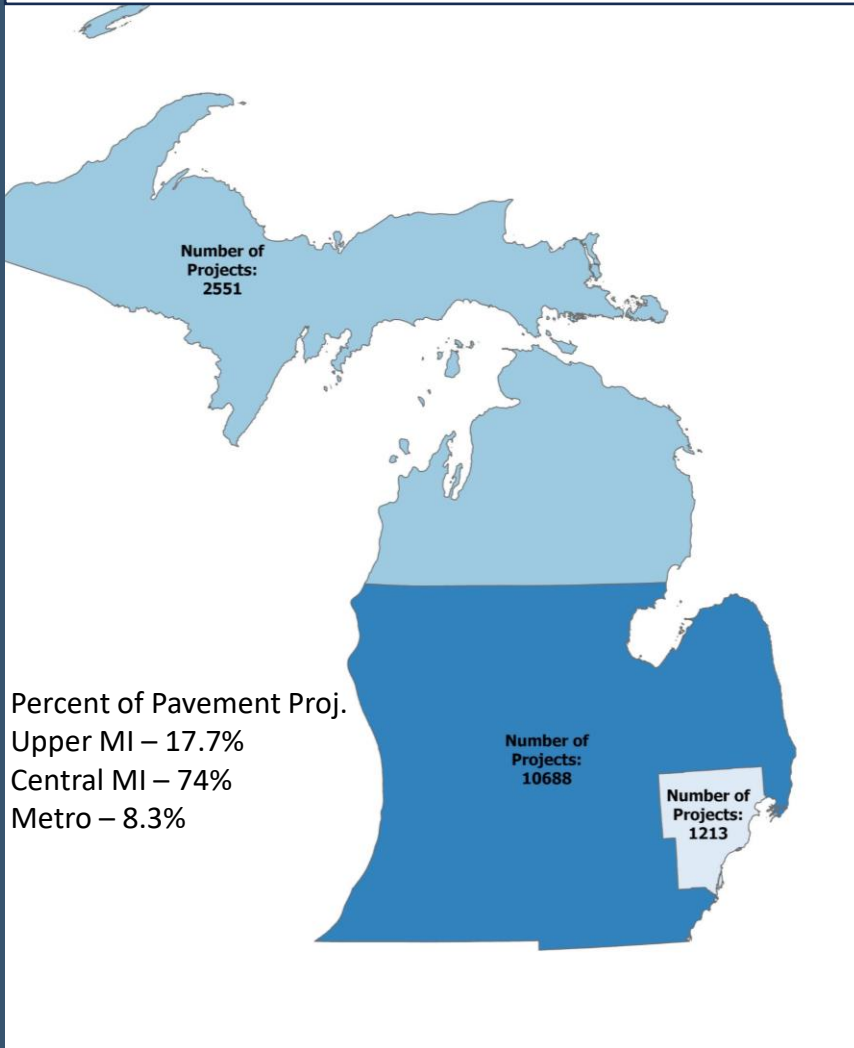 Number of
Projects:
2551
Percent of Pavement Proj.
Upper MI – 17.7%
Central MI – 74%
Metro – 8.3%
Number of
Projects:
10688
Number of
Projects:
1213